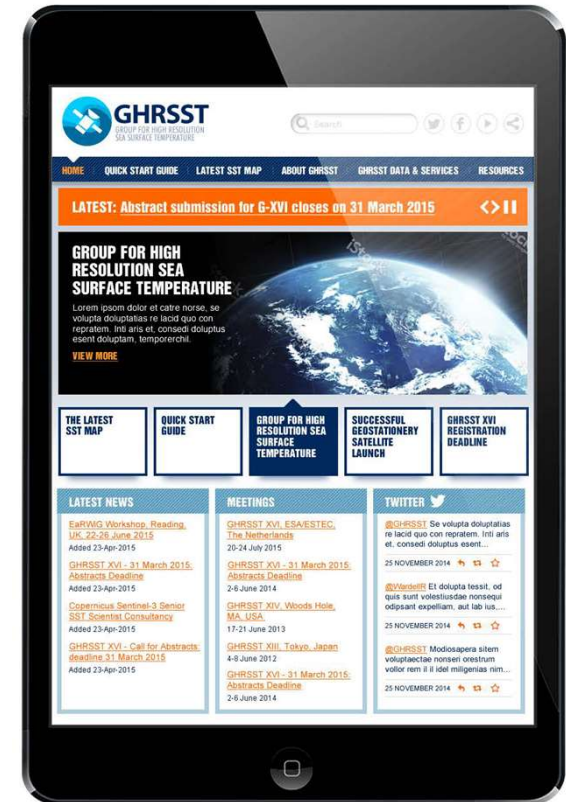 GHRSST
GROUP FOR HIGH RESOLUTION
SEA SURFACE TEMPERATURE
Search
HOME
QUICK START GUIDE
LATEST SST MAP
ABOUT GHRSST
GHRSST DATA & SERVICES
RESOURCES
LATEST: Abstract submission for G-XVI closes on 31 March 2015
GROUP FOR HIGH
RESOLUTION SEA
SURFACE TEMPERATURE
Lorem ipsum dolor et catre norse, se
volupta doluptatias re lacid quo con
repratem. Inti aris et, consedi doluptus
esent doluptam, temporerchil.
VIEW MORE
iStock
THE LATEST
SST MAP
QUICK START
GUIDE
GROUP FOR HIGH
RESOLUTION SEA
SURFACE
TEMPERATURE
SUCCESSFUL
GEOSTATIONERY
SATELLITE
LAUNCH
GHRSST XVI
REGISTRATION
DEADLINE
LATEST NEWS
EaRWiG Workshop, Reading,
UK, 22-26 June 2015
Added 23-Apr-2015
GHRSST XVI - 31 March 2015:
Abstracts Deadline
Added 23-Apr-2015
Copernicus Sentinel-3 Senior
SST Scientist Consultancy
Added 23-Apr-2015
GHRSST XVI - Call for Abstracts:
deadline 31 March 2015
Added 23-Apr-2015
MEETINGS
GHRSST XVI, ESA/ESTEC,
The Netherlands
20-24 July 2015
GHRSST XVI - 31 March 2015:
Abstracts Deadline
2-6 June 2014
GHRSST XIV, Woods Hole,
MA, USA
17-21 June 2013
GHRSST XIII, Tokyo, Japan
4-8 June 2012
GHRSST XVI - 31 March 2015:
Abstracts Deadline
2-6 June 2014
TWITTER
@GHRSST Se volupta doluptatias
re lacid quo con repratem. Inti aris
et, consedi doluptus esent...
25 NOVEMBER 2014
@WardellR Et dolupta tessit, od
quis sunt volestiusdae nonsequi
odipsant expelliam, aut lab ius,...
25 NOVEMBER 2014
@GHRSST Modiosapera sitem
voluptaectae nonseri orestrum
vollor rem il il idel miligenias nim...
25 NOVEMBER 2014